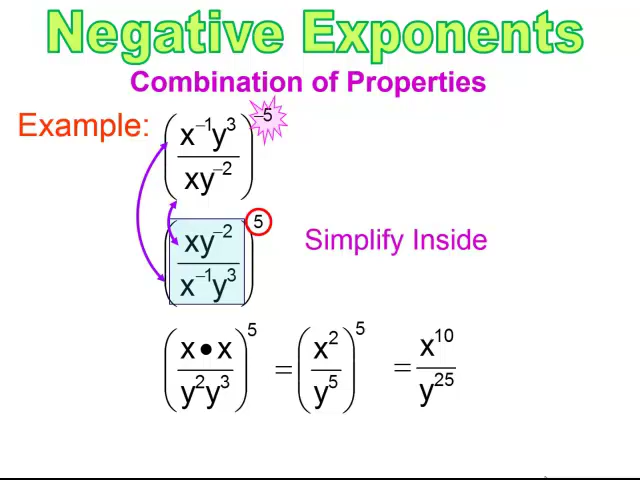 Negative Exponents
Combination of Properties
Example: (x⁻¹y³ / xy⁻²)⁻⁵
(xy⁻² / x⁻¹y³)⁵ Simplify Inside
(x•x / y²y³)⁵ = (x² / y⁵)⁵ = x¹⁰ / y²⁵